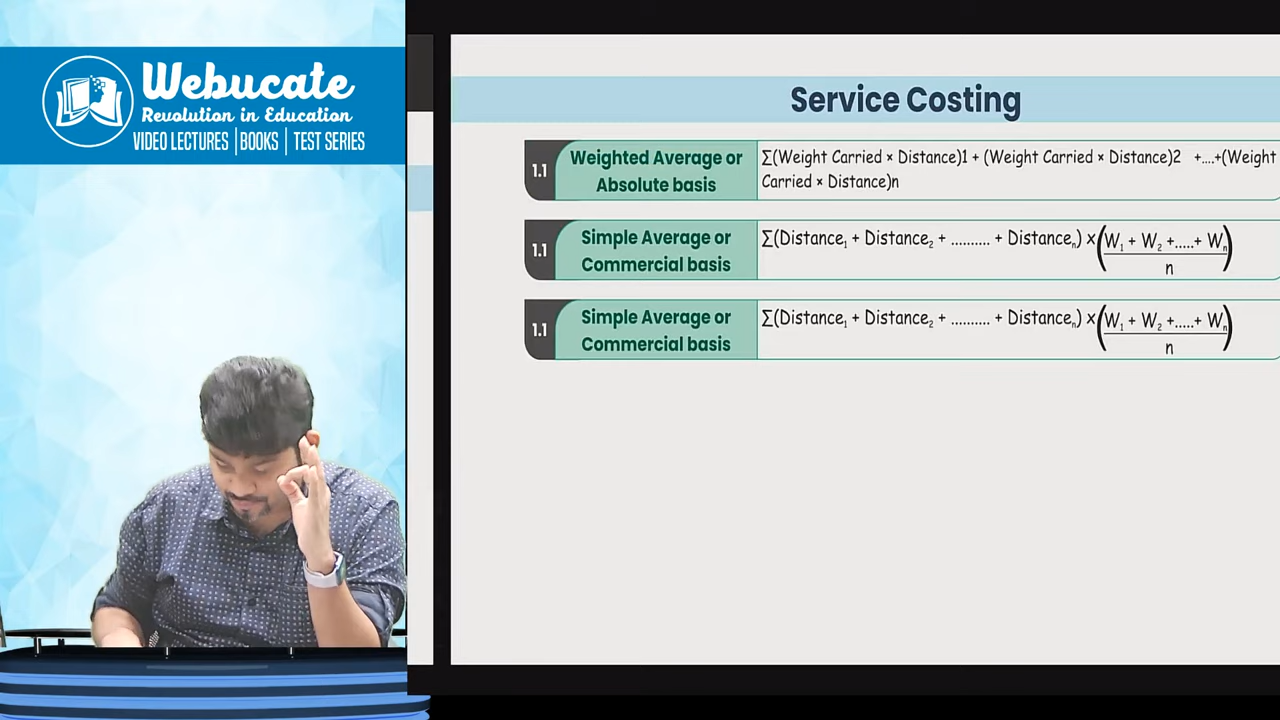 Webucate
Revolution in Education
VIDEO LECTURES | BOOKS | TEST SERIES
Service Costing
1.1
Weighted Average or
Absolute basis
∑(Weight Carried × Distance)1 + (Weight Carried × Distance)2 +....+(Weight
Carried × Distance)n
1.1
Simple Average or
Commercial basis
∑(Distance₁ + Distance₂ + .......... + Distanceₙ) × (W₁ + W₂ +.....+ Wₙ)
n
1.1
Simple Average or
Commercial basis
∑(Distance₁ + Distance₂ + .......... + Distanceₙ) × (W₁ + W₂ +.....+ Wₙ)
n